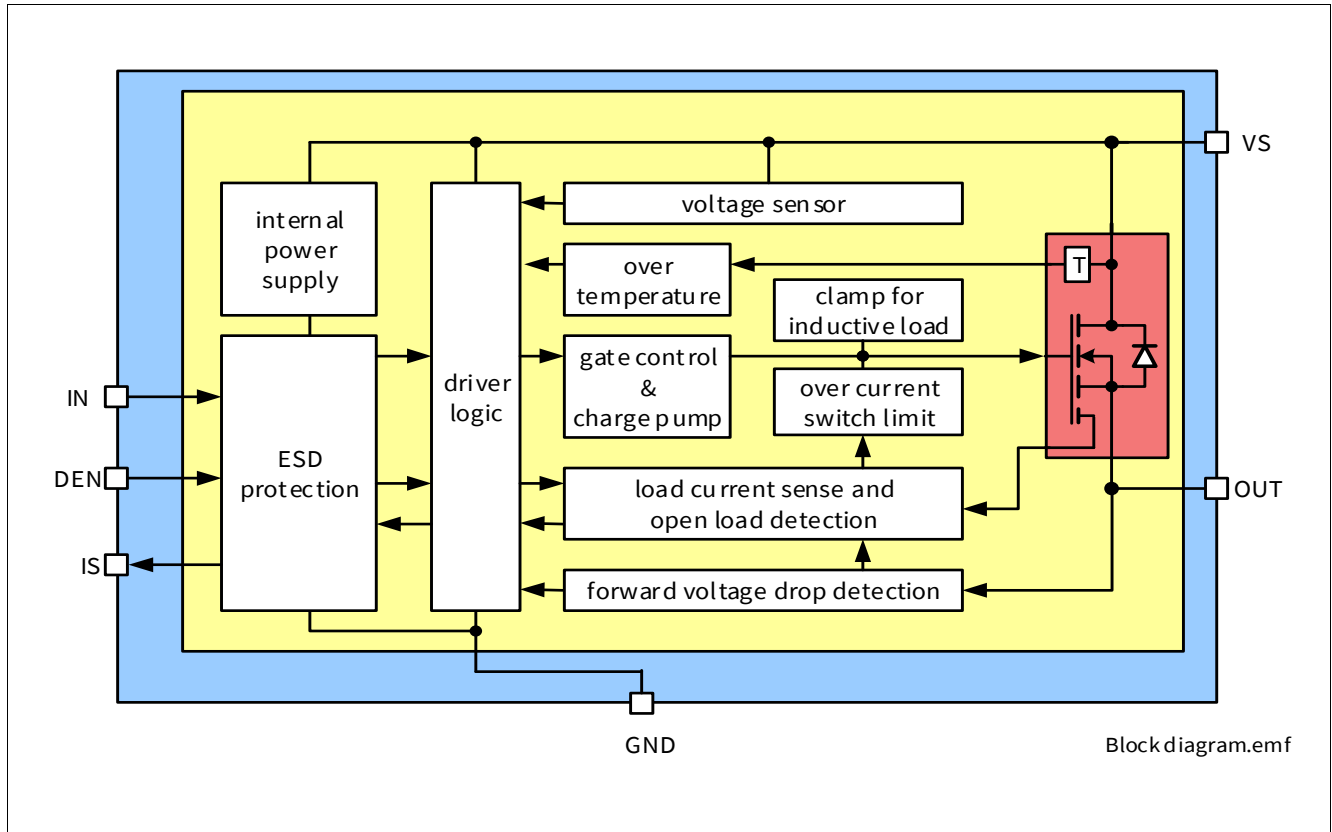 VS
internal
power
supply
voltage sensor
over
temperature
T
clamp for
inductive load
gate control
&
charge pump
driver
logic
over current
switch limit
IN
DEN
IS
ESD
protection
load current sense and
open load detection
OUT
forward voltage drop detection
GND
Block diagram.emf